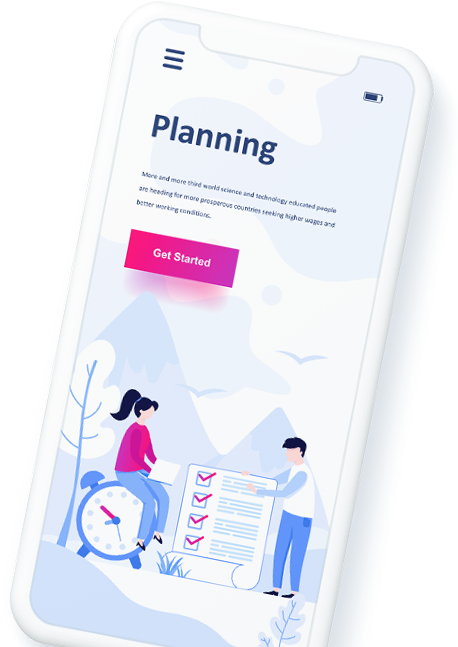 Planning
More and more third world science and technology educated people
are heading for more prosperous countries seeking higher wages and
better working conditions.
Get Started